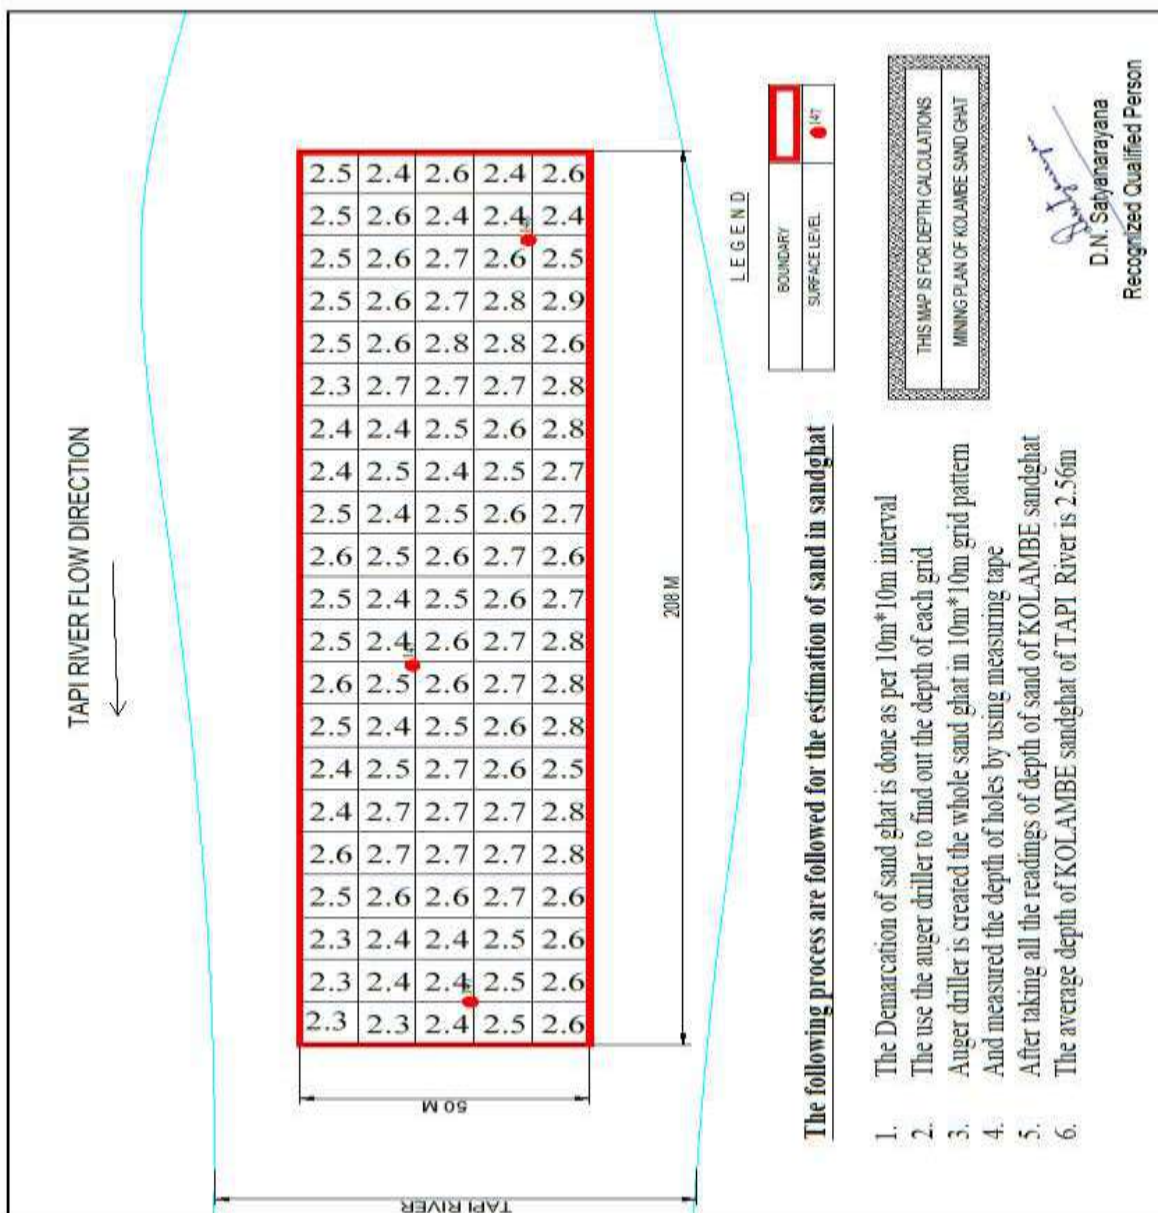 TAPI RIVER FLOW DIRECTION
2.5 2.4 2.6 2.4 2.6
2.5 2.6 2.4 2.4 2.4
2.5 2.6 2.7 2.6 2.5
2.5 2.6 2.7 2.8 2.9
2.5 2.6 2.8 2.8 2.6
2.3 2.7 2.7 2.7 2.8
2.4 2.4 2.5 2.6 2.8
2.4 2.5 2.4 2.5 2.7
2.5 2.4 2.5 2.6 2.7
2.6 2.5 2.6 2.7 2.6
2.5 2.4 2.5 2.6 2.7
2.5 2.4 2.6 2.7 2.8
2.6 2.5 2.6 2.7 2.8
2.5 2.4 2.5 2.6 2.8
2.4 2.5 2.7 2.6 2.5
2.4 2.7 2.7 2.7 2.8
2.6 2.7 2.7 2.7 2.8
2.5 2.6 2.6 2.7 2.6
2.3 2.4 2.4 2.5 2.6
2.3 2.4 2.4 2.5 2.6
2.3 2.3 2.4 2.5 2.6
208 M
50 M
TAPI RIVER
LEGEND
BOUNDARY
SURFACE LEVEL 147
THIS MAP IS FOR DEPTH CALCULATIONS
MINING PLAN OF KOLAMBE SAND GHAT
D.N. Satyanarayana
Recognized Qualified Person
The following process are followed for the estimation of sand in sandghat
1. The Demarcation of sand ghat is done as per 10m*10m interval
2. The use the auger driller to find out the depth of each grid
3. Auger driller is created the whole sand ghat in 10m*10m grid pattern
4. And measured the depth of holes by using measuring tape
5. After taking all the readings of depth of sand of KOLAMBE sandghat
6. The average depth of KOLAMBE sandghat of TAPI River is 2.56m